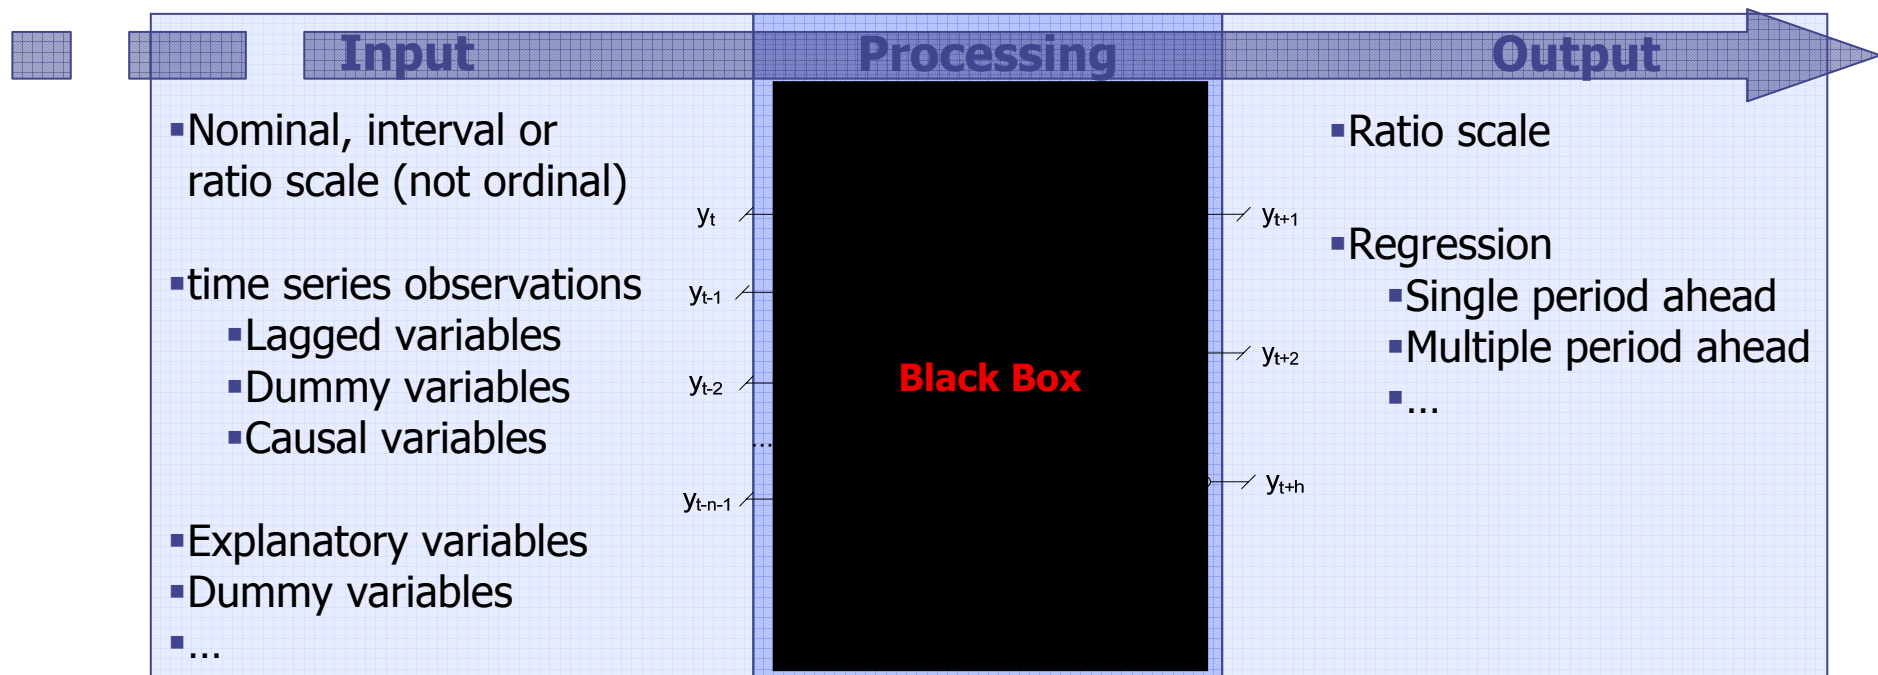 Input
Processing
Output
▪Nominal, interval or
ratio scale (not ordinal)
▪time series observations
▪Lagged variables
▪Dummy variables
▪Causal variables
▪Explanatory variables
▪Dummy variables
▪...
yt
yt-1
yt-2
...
yt-n-1
Black Box
yt+1
yt+2
yt+h
▪Ratio scale
▪Regression
▪Single period ahead
▪Multiple period ahead
▪...